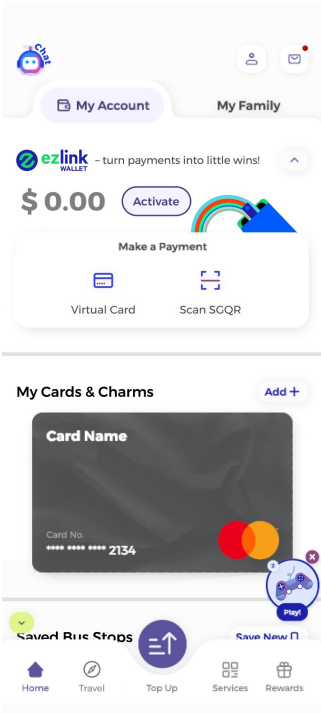 Chat
My Account
My Family
ezlink
WALLET
– turn payments into little wins!
$ 0.00
Activate
Make a Payment
Virtual Card
Scan SGQR
My Cards & Charms
Add +
Card Name
Card No.
**** **** **** 2134
2
Play!
Saved Bus Stops
Save New
Home
Travel
Top Up
Services
Rewards